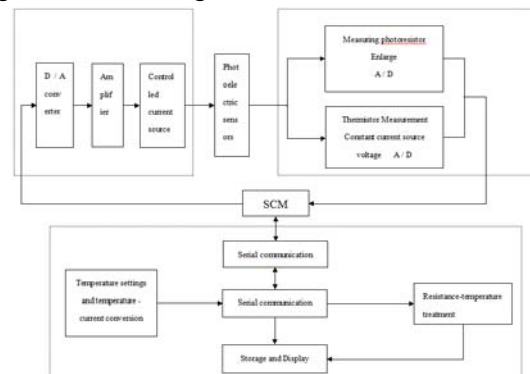 D / A
conv
erter
Am
plif
ier
Control
led
current
source
Phot
oele
ctric
sens
ors
Measuring photoresistor
Enlarge
A / D
Thermistor Measurement
Constant current source
voltage A / D
SCM
Serial communication
Temperature settings
and temperature -
current conversion
Serial communication
Resistance-temperature
treatment
Storage and Display